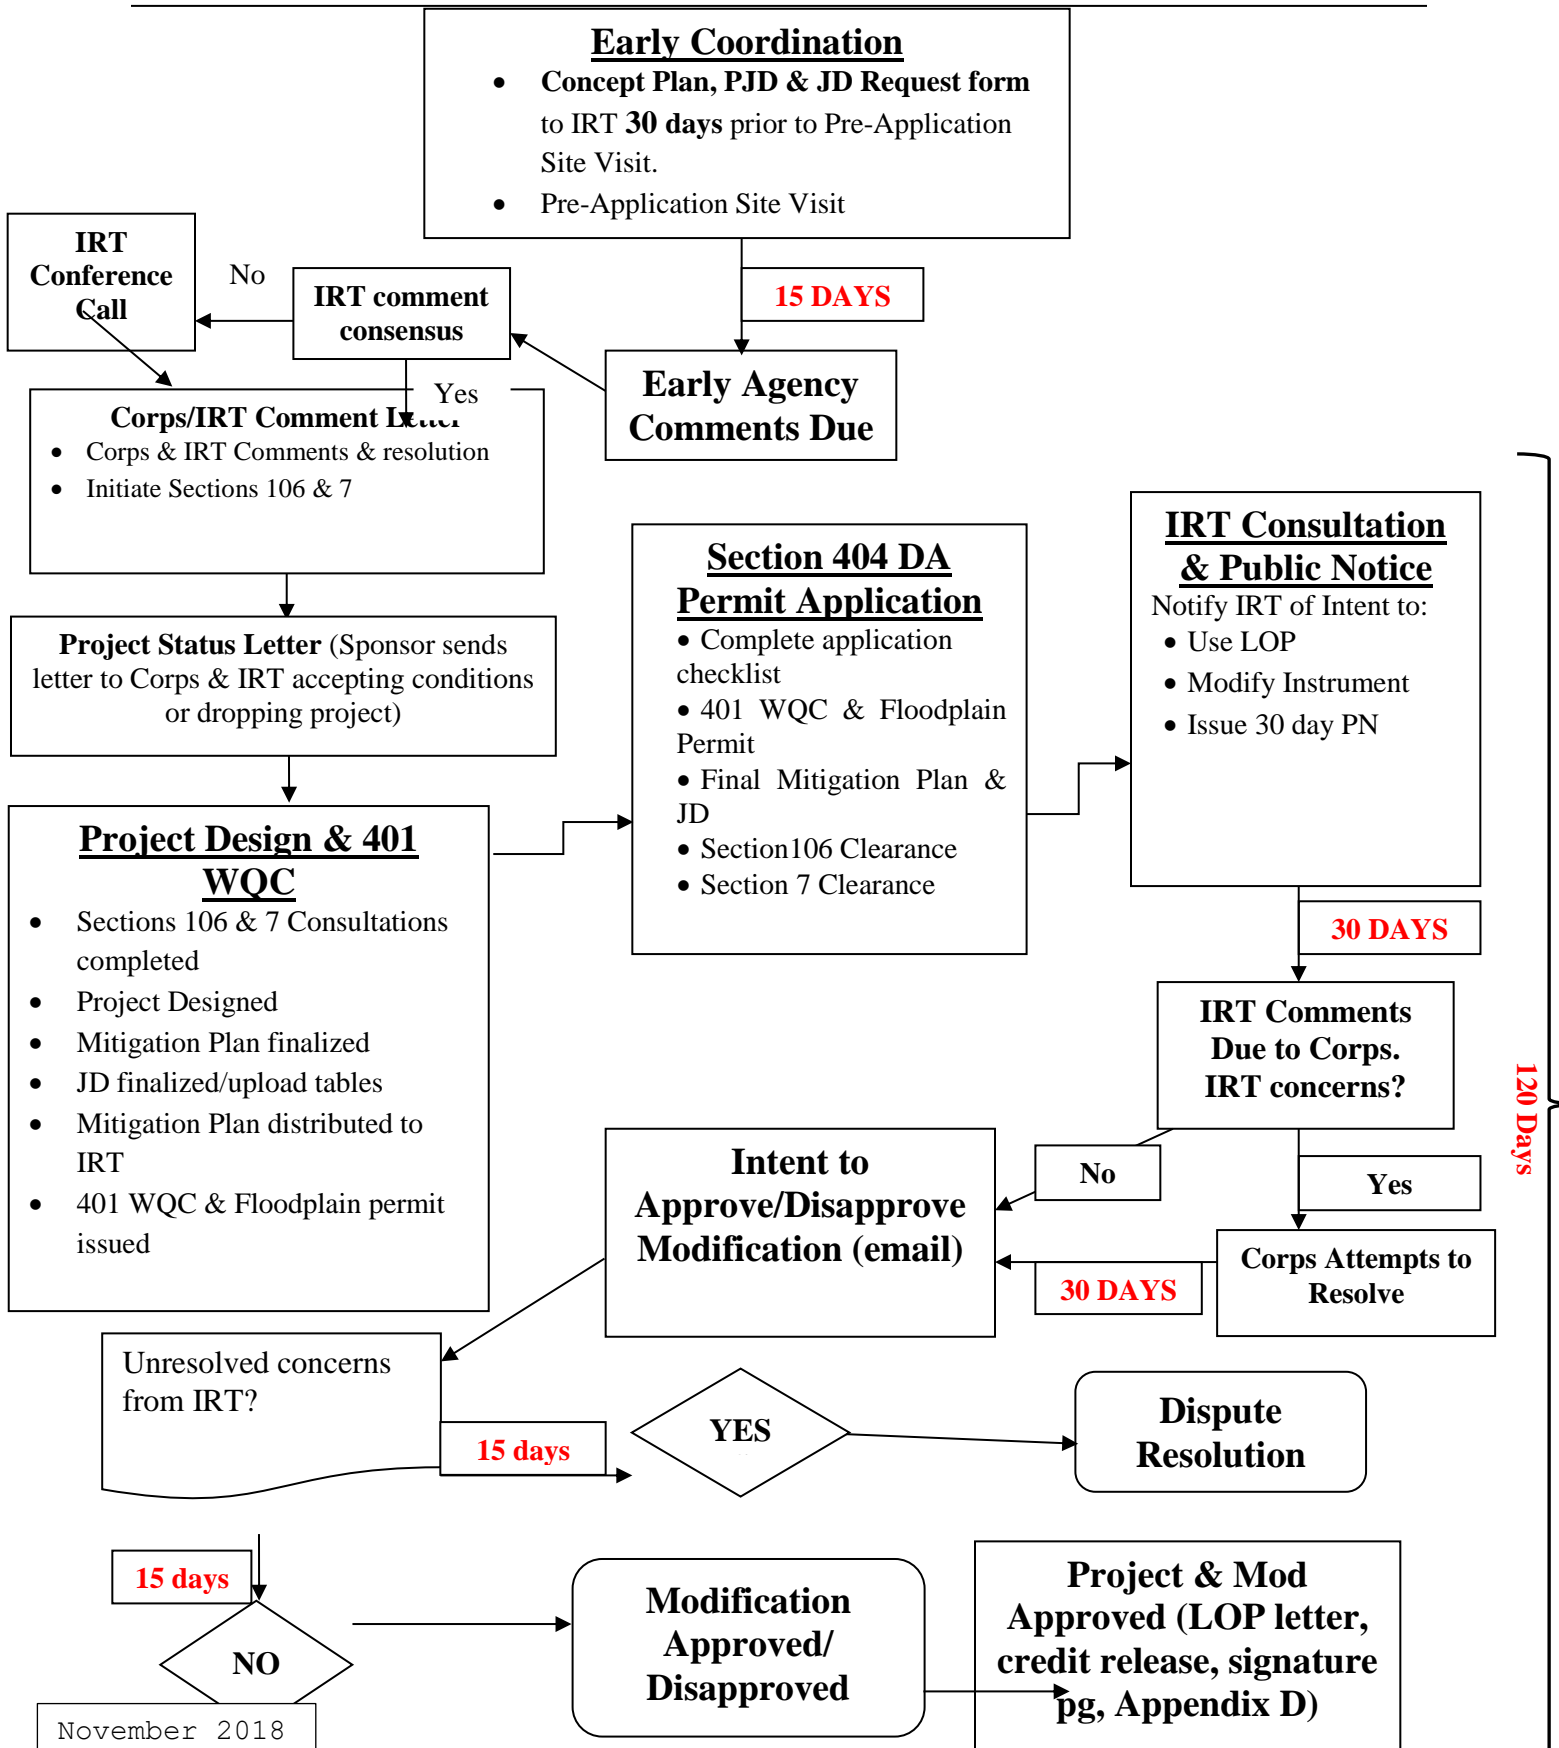 Early Coordination
• Concept Plan, PJD & JD Request form
to IRT 30 days prior to Pre-Application
Site Visit.
• Pre-Application Site Visit
15 DAYS
Early Agency
Comments Due
IRT comment
consensus
No
IRT
Conference
Call
Yes
Corps/IRT Comment Letter
• Corps & IRT Comments & resolution
• Initiate Sections 106 & 7
Project Status Letter (Sponsor sends
letter to Corps & IRT accepting conditions
or dropping project)
Project Design & 401
WQC
• Sections 106 & 7 Consultations
completed
• Project Designed
• Mitigation Plan finalized
• JD finalized/upload tables
• Mitigation Plan distributed to
IRT
• 401 WQC & Floodplain permit
issued
Section 404 DA
Permit Application
• Complete application
checklist
• 401 WQC & Floodplain
Permit
• Final Mitigation Plan &
JD
• Section106 Clearance
• Section 7 Clearance
IRT Consultation
& Public Notice
Notify IRT of Intent to:
• Use LOP
• Modify Instrument
• Issue 30 day PN
30 DAYS
IRT Comments
Due to Corps.
IRT concerns?
No
Yes
Corps Attempts to
Resolve
30 DAYS
Intent to
Approve/Disapprove
Modification (email)
120 Days
Unresolved concerns
from IRT?
15 days
YES
Dispute
Resolution
15 days
NO
Modification
Approved/
Disapproved
Project & Mod
Approved (LOP letter,
credit release, signature
pg, Appendix D)
November 2018